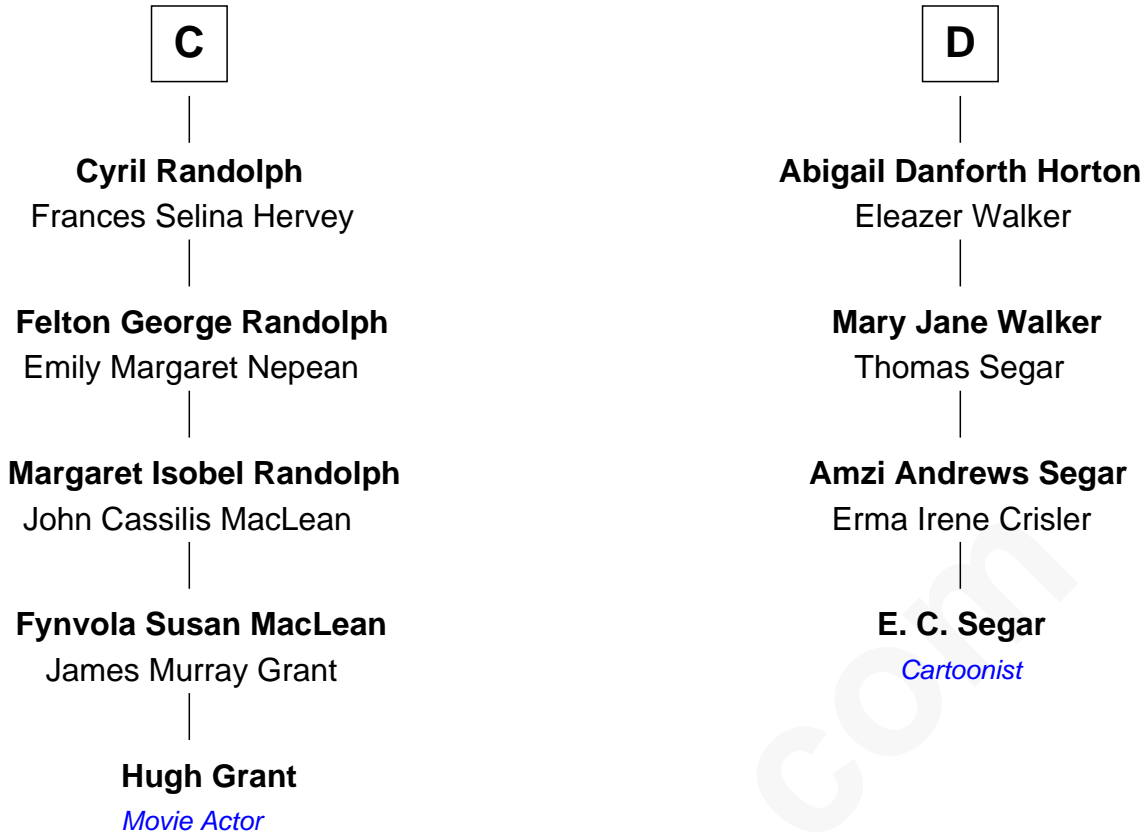 C
Cyril Randolph
Frances Selina Hervey
Felton George Randolph
Emily Margaret Nepean
Margaret Isobel Randolph
John Cassilis MacLean
Fynvola Susan MacLean
James Murray Grant
Hugh Grant
Movie Actor
D
Abigail Danforth Horton
Eleazer Walker
Mary Jane Walker
Thomas Segar
Amzi Andrews Segar
Erma Irene Crisler
E. C. Segar
Cartoonist
com